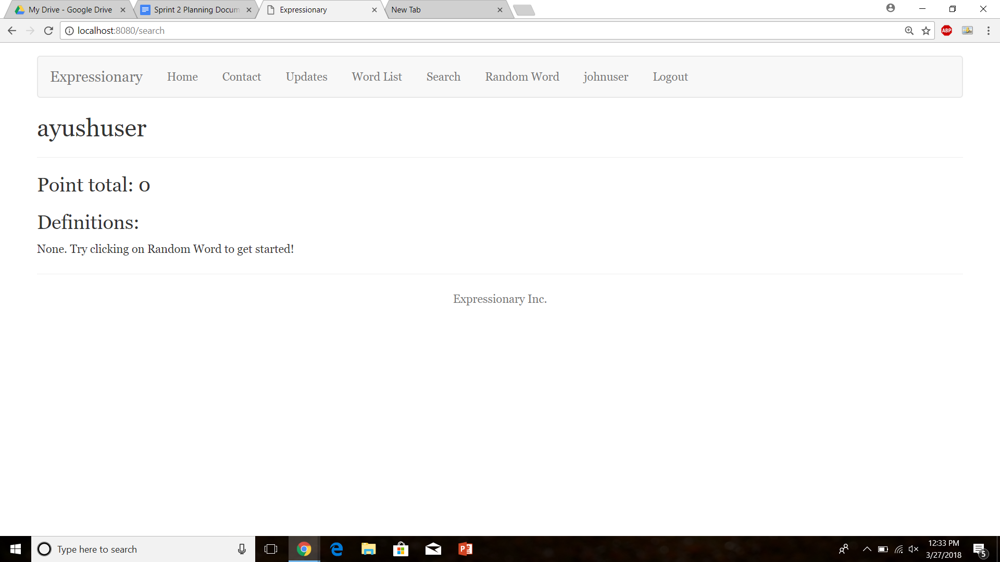 My Drive - Google Drive
Sprint 2 Planning Docum
Expressionary
New Tab
localhost:8080/search
ABP
Expressionary Home Contact Updates Word List Search Random Word johnuser Logout
ayushuser
Point total: 0
Definitions:
None. Try clicking on Random Word to get started!
Expressionary Inc.
Type here to search
12:33 PM
3/27/2018
5